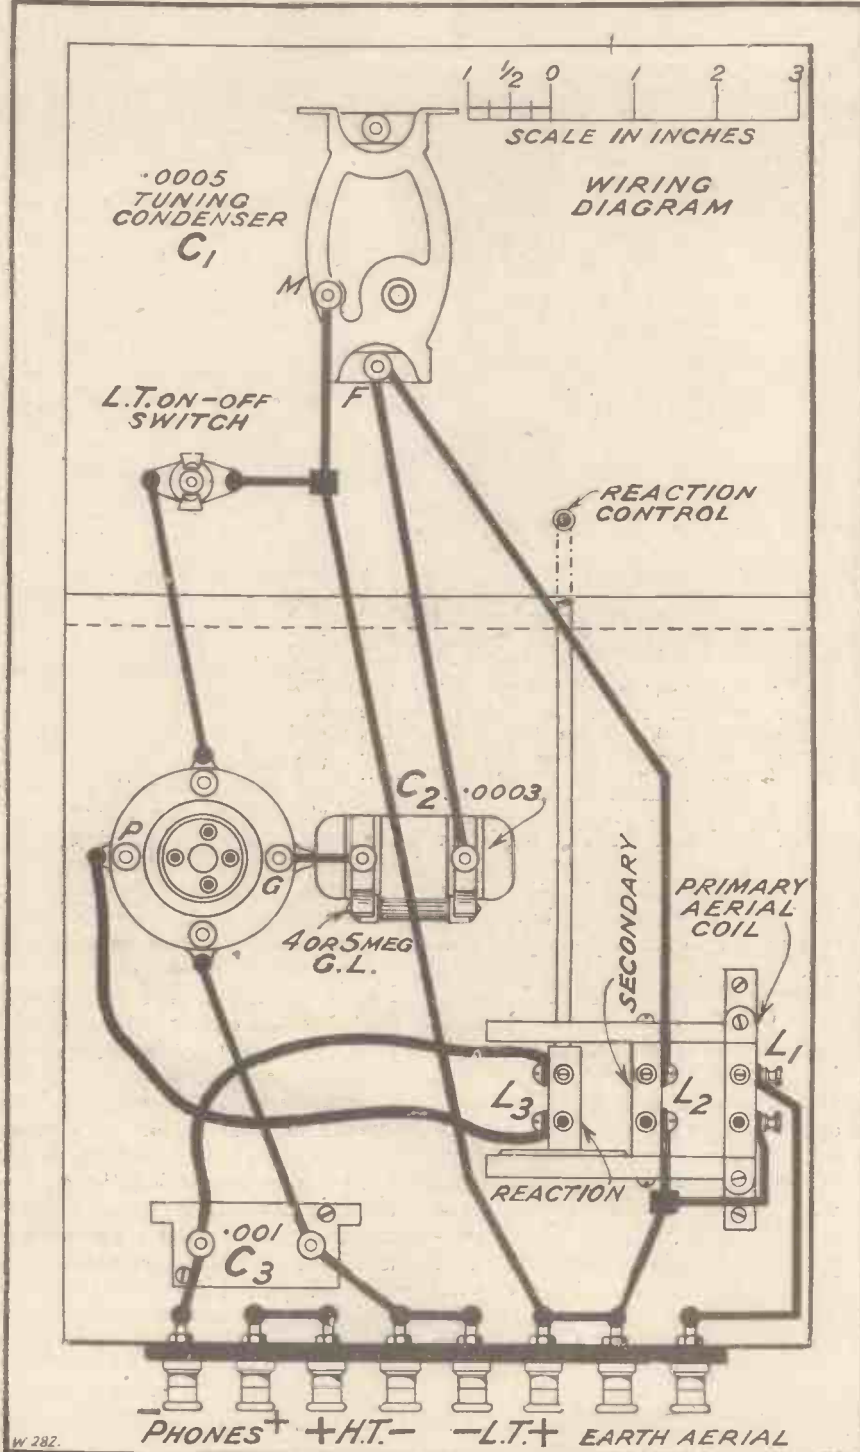 1 1/2 0 1 2 3
SCALE IN INCHES
WIRING
DIAGRAM
.0005
TUNING
CONDENSER
C1
M
F
L.T. ON-OFF
SWITCH
REACTION
CONTROL
C2 .0003
P
G
4 OR 5 MEG
G.L.
SECONDARY
PRIMARY
AERIAL
COIL
L1
L2
L3
REACTION
.001
C3
- PHONES + + H.T. - - L.T. + EARTH AERIAL
W 282.